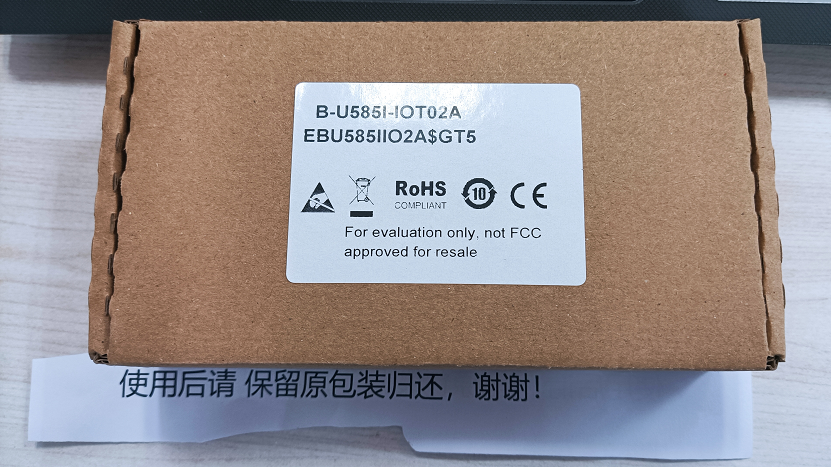 B-U585I-IOT02A
EBU585IIO2A$GT5
RoHS
COMPLIANT
10
CE
For evaluation only, not FCC
approved for resale
使用后请 保留原包装归还，谢谢！